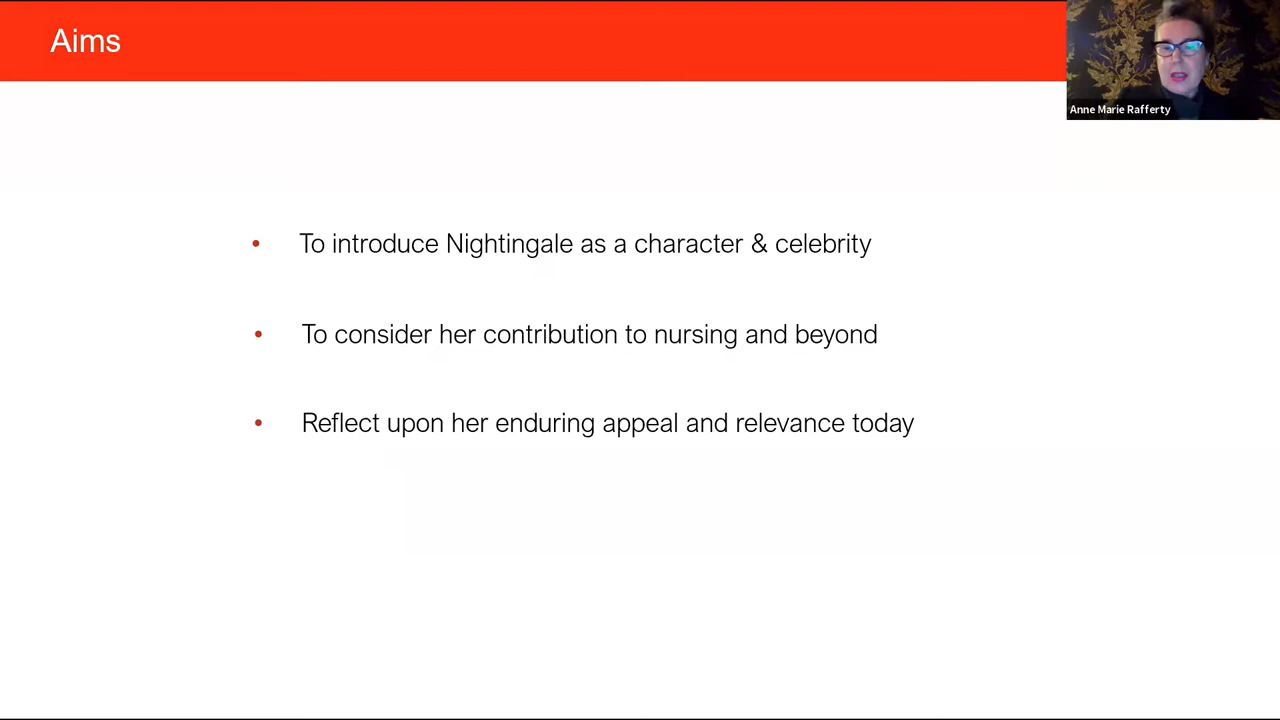 Aims
Anne Marie Rafferty
• To introduce Nightingale as a character & celebrity
• To consider her contribution to nursing and beyond
• Reflect upon her enduring appeal and relevance today